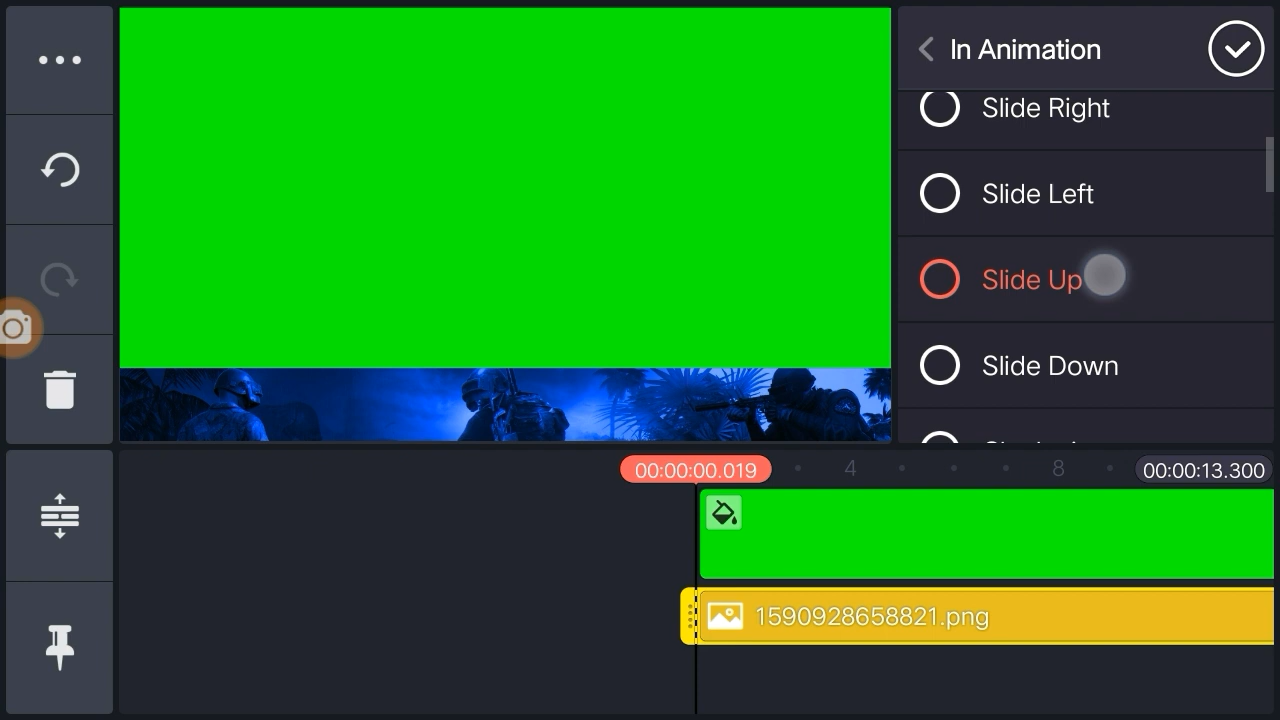 In Animation
Slide Right
Slide Left
Slide Up
Slide Down
00:00:00.019
4
8
00:00:13.300
1590928658821.png